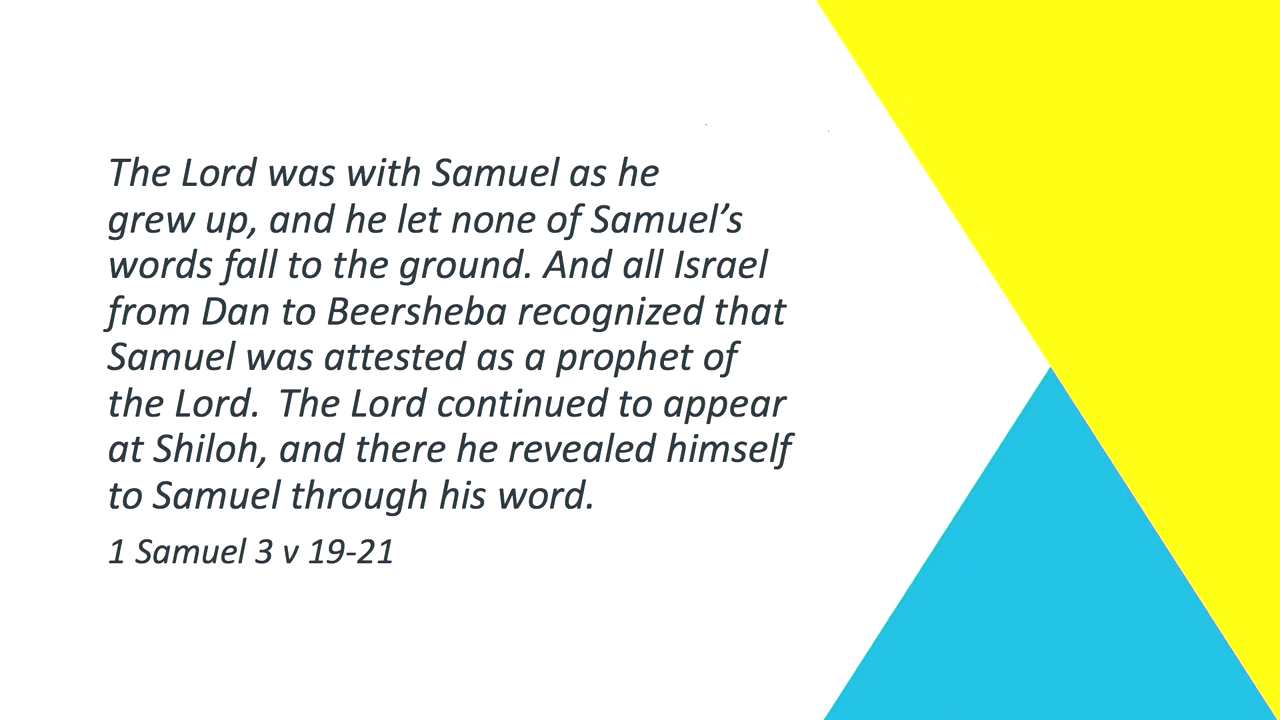 The Lord was with Samuel as he
grew up, and he let none of Samuel’s
words fall to the ground. And all Israel
from Dan to Beersheba recognized that
Samuel was attested as a prophet of
the Lord.  The Lord continued to appear
at Shiloh, and there he revealed himself
to Samuel through his word.
1 Samuel 3 v 19-21